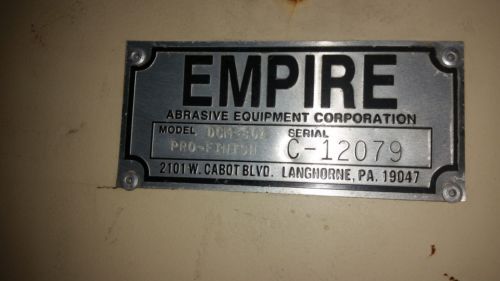 EMPIRE
ABRASIVE EQUIPMENT CORPORATION
MODEL SERIAL
PRO-FINISH C-12079
2101 W. CABOT BLVD. LANGHORNE, PA. 19047